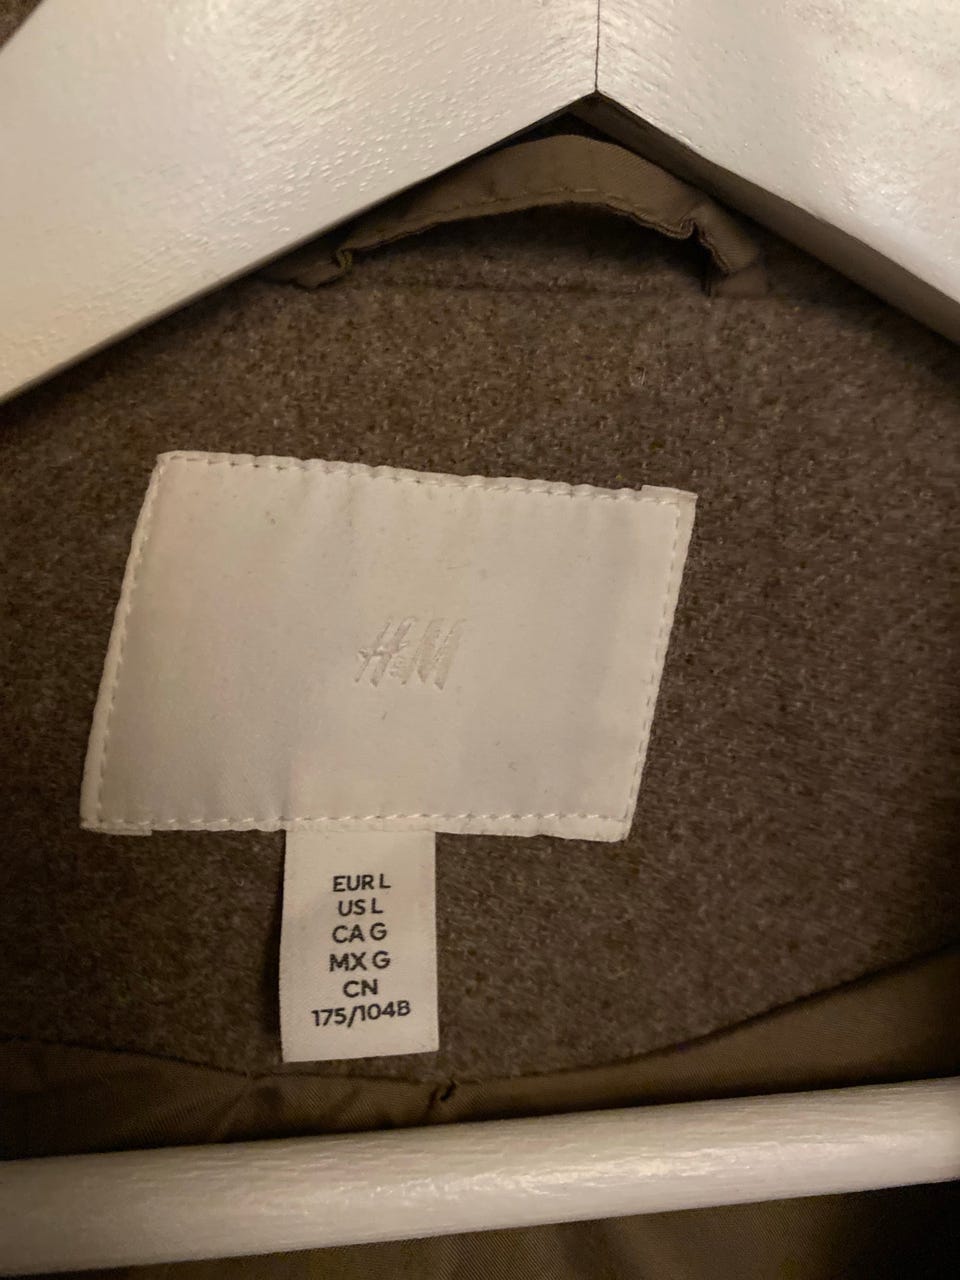 H&M
EUR L
US L
CA G
MX G
CN
175/104B